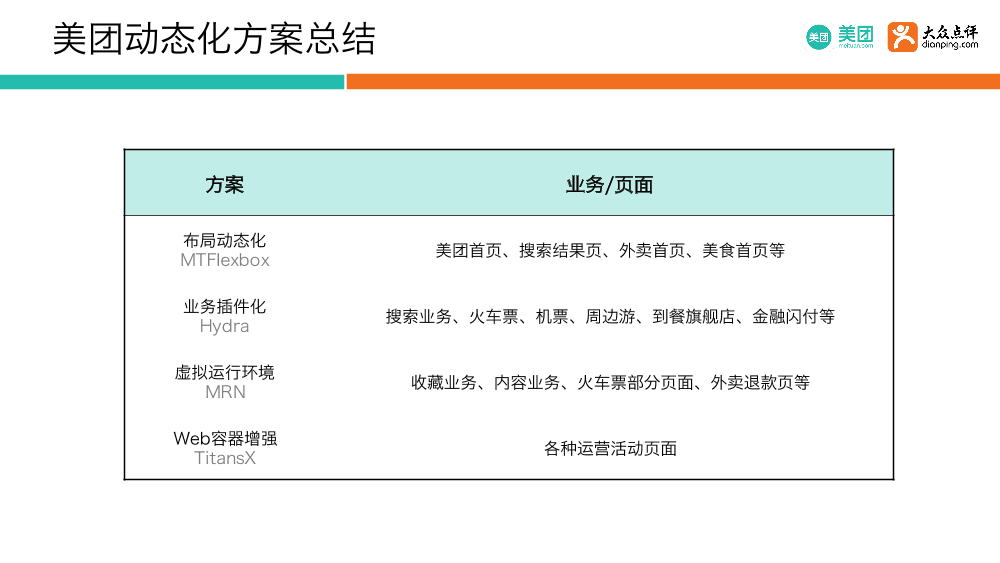 美团动态化方案总结
美团
美团
meituan.com
大众点评
dianping.com
方案
业务/页面
布局动态化
MTFlexbox
美团首页、搜索结果页、外卖首页、美食首页等
业务插件化
Hydra
搜索业务、火车票、机票、周边游、到餐旗舰店、金融闪付等
虚拟运行环境
MRN
收藏业务、内容业务、火车票部分页面、外卖退款页等
Web容器增强
TitansX
各种运营活动页面